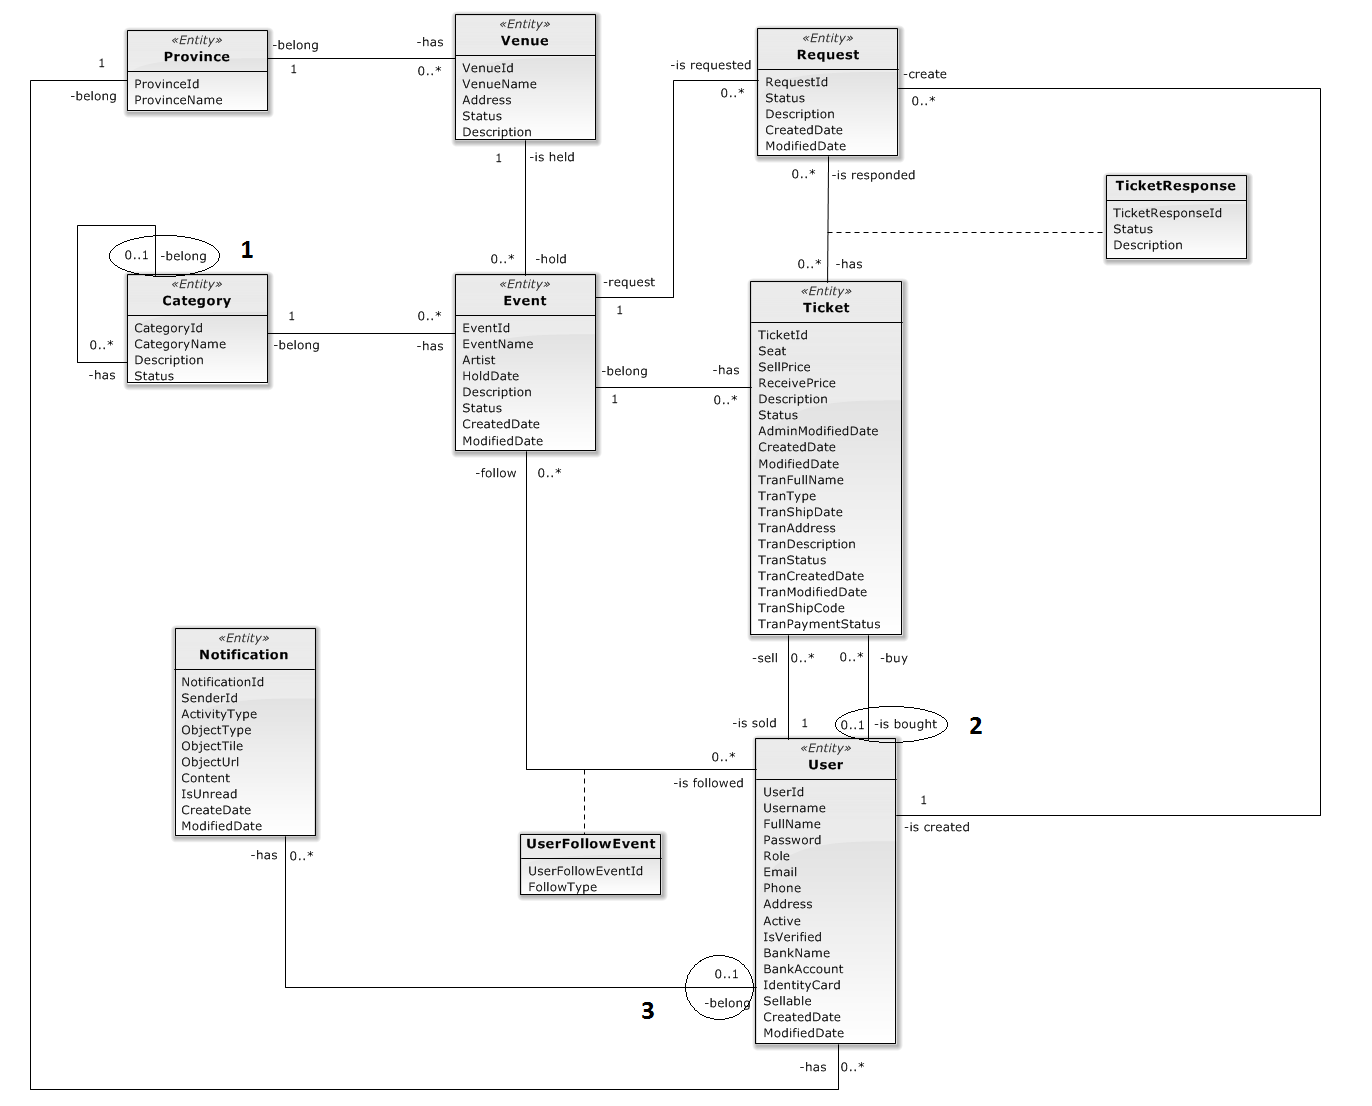 «Entity»
Province
ProvinceId
ProvinceName
1
-belong
-belong
1
-has
0..*
«Entity»
Venue
VenueId
VenueName
Address
Status
Description
1
-is held
-is requested
0..*
«Entity»
Request
RequestId
Status
Description
CreatedDate
ModifiedDate
-create
0..*
0..*
-is responded
TicketResponse
TicketResponseId
Status
Description
0..1
-belong
1
0..*
-has
«Entity»
Category
CategoryId
CategoryName
Description
Status
1
-belong
0..*
-has
0..*
-hold
«Entity»
Event
EventId
EventName
Artist
HoldDate
Description
Status
CreatedDate
ModifiedDate
-request
1
-belong
1
-has
0..*
0..*
-has
«Entity»
Ticket
TicketId
Seat
SellPrice
ReceivePrice
Description
Status
AdminModifiedDate
CreatedDate
ModifiedDate
TranFullName
TranType
TranShipDate
TranAddress
TranDescription
TranStatus
TranCreatedDate
TranModifiedDate
TranShipCode
TranPaymentStatus
-follow
0..*
-sell
0..*
0..*
-buy
-is sold
1
0..1
-is bought
2
«Entity»
Notification
NotificationId
SenderId
ActivityType
ObjectType
ObjectTile
ObjectUrl
Content
IsUnread
CreateDate
ModifiedDate
-has
0..*
0..*
-is followed
UserFollowEvent
UserFollowEventId
FollowType
«Entity»
User
UserId
Username
FullName
Password
Role
Email
Phone
Address
Active
IsVerified
BankName
BankAccount
IdentityCard
Sellable
CreatedDate
ModifiedDate
1
-is created
0..1
-belong
3
-has
0..*